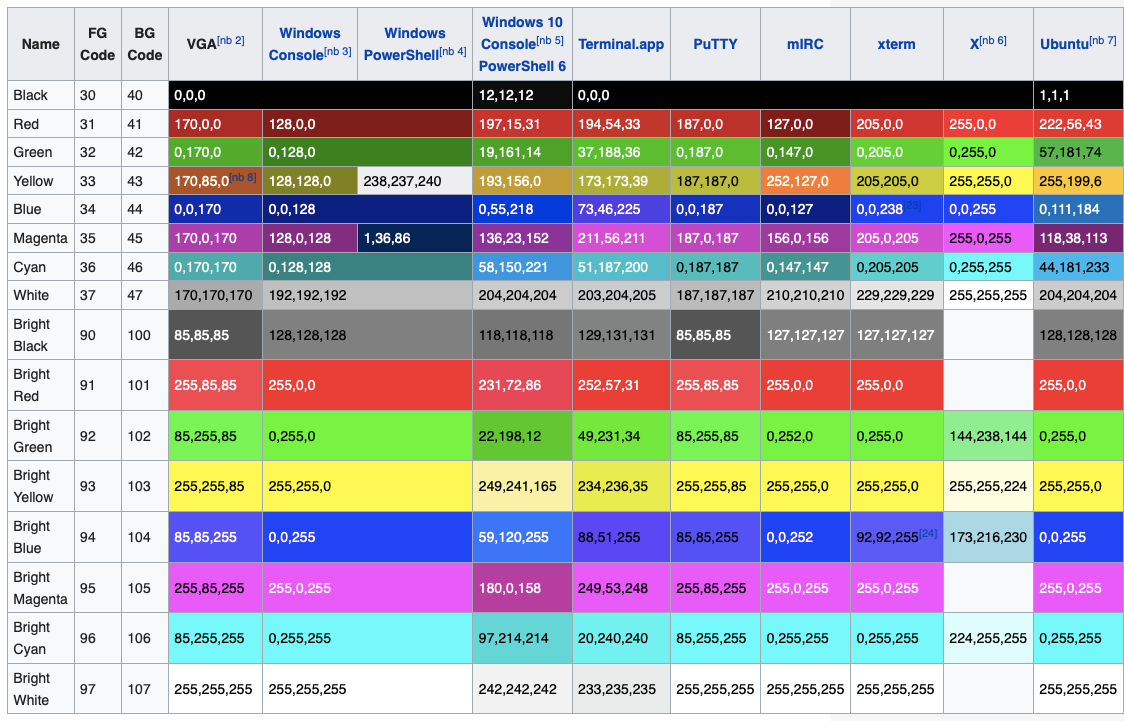 Name FG Code BG Code VGA[nb 2] Windows Console[nb 3] Windows PowerShell[nb 4] Windows 10 Console[nb 5] PowerShell 6 Terminal.app PuTTY mIRC xterm X[nb 6] Ubuntu[nb 7]
Black 30 40 0,0,0 12,12,12 0,0,0 1,1,1
Red 31 41 170,0,0 128,0,0 197,15,31 194,54,33 187,0,0 127,0,0 205,0,0 255,0,0 222,56,43
Green 32 42 0,170,0 0,128,0 19,161,14 37,188,36 0,187,0 0,147,0 0,205,0 0,255,0 57,181,74
Yellow 33 43 170,85,0[nb 8] 128,128,0 238,237,240 193,156,0 173,173,39 187,187,0 252,127,0 205,205,0 255,255,0 255,199,6
Blue 34 44 0,0,170 0,0,128 0,55,218 73,46,225 0,0,187 0,0,127 0,0,238[23] 0,0,255 0,111,184
Magenta 35 45 170,0,170 128,0,128 1,36,86 136,23,152 211,56,211 187,0,187 156,0,156 205,0,205 255,0,255 118,38,113
Cyan 36 46 0,170,170 0,128,128 58,150,221 51,187,200 0,187,187 0,147,147 0,205,205 0,255,255 44,181,233
White 37 47 170,170,170 192,192,192 204,204,204 203,204,205 187,187,187 210,210,210 229,229,229 255,255,255 204,204,204
Bright Black 90 100 85,85,85 128,128,128 118,118,118 129,131,131 85,85,85 127,127,127 127,127,127 128,128,128
Bright Red 91 101 255,85,85 255,0,0 231,72,86 252,57,31 255,85,85 255,0,0 255,0,0 255,0,0
Bright Green 92 102 85,255,85 0,255,0 22,198,12 49,231,34 85,255,85 0,252,0 0,255,0 144,238,144 0,255,0
Bright Yellow 93 103 255,255,85 255,255,0 249,241,165 234,236,35 255,255,85 255,255,0 255,255,0 255,255,224 255,255,0
Bright Blue 94 104 85,85,255 0,0,255 59,120,255 88,51,255 85,85,255 0,0,252 92,92,255[24] 173,216,230 0,0,255
Bright Magenta 95 105 255,85,255 255,0,255 180,0,158 249,53,248 255,85,255 255,0,255 255,0,255 255,0,255
Bright Cyan 96 106 85,255,255 0,255,255 97,214,214 20,240,240 85,255,255 0,255,255 0,255,255 224,255,255 0,255,255
Bright White 97 107 255,255,255 255,255,255 242,242,242 233,235,235 255,255,255 255,255,255 255,255,255 255,255,255